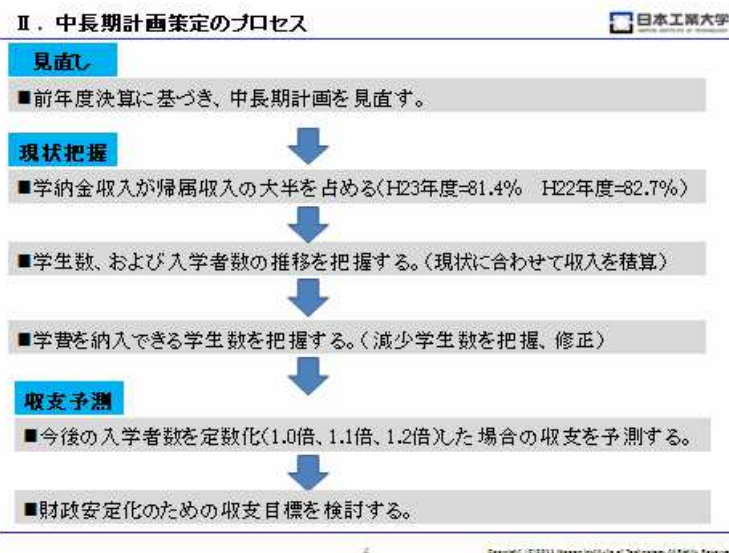 Ⅱ．中長期計画策定のプロセス
日本工業大学
見直し
■前年度決算に基づき、中長期計画を見直す。
現状把握
■学納金収入が帰属収入の大半を占める（H23年度=81.4%　H22年度=82.7%）
■学生数、および入学者数の推移を把握する。（現状に合わせて収入を積算）
■学費を納入できる学生数を把握する。（減少学生数を把握、修正）
収支予測
■今後の入学者数を定数化(1.0倍、1.1倍、1.2倍)した場合の収支を予測する。
■財政安定化のための収支目標を検討する。